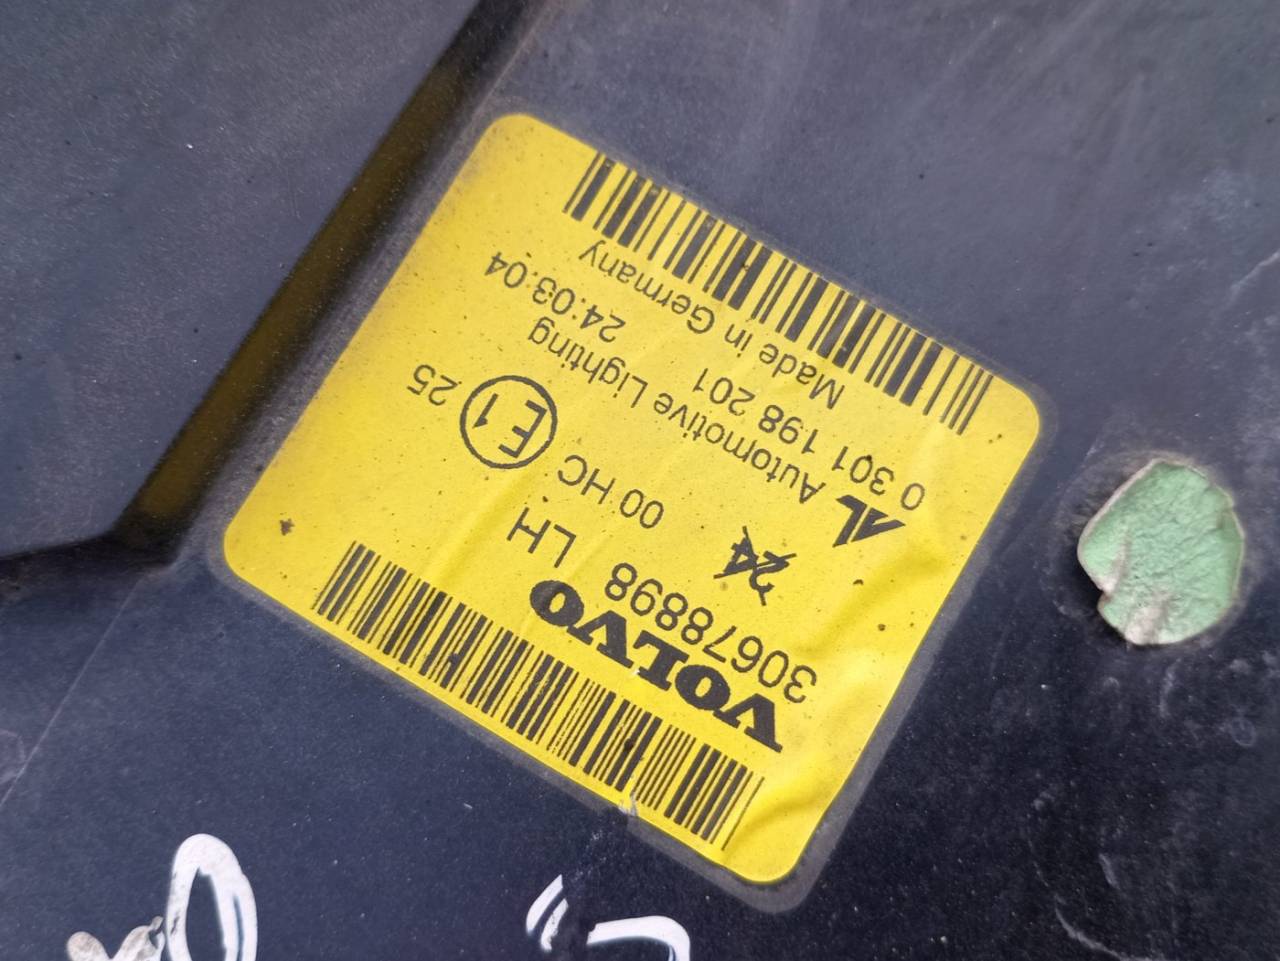 VOLVO
30678898 LH
24 00 HC E1 25
AL Automotive Lighting
0 301 198 201 24.03.04
Made in Germany